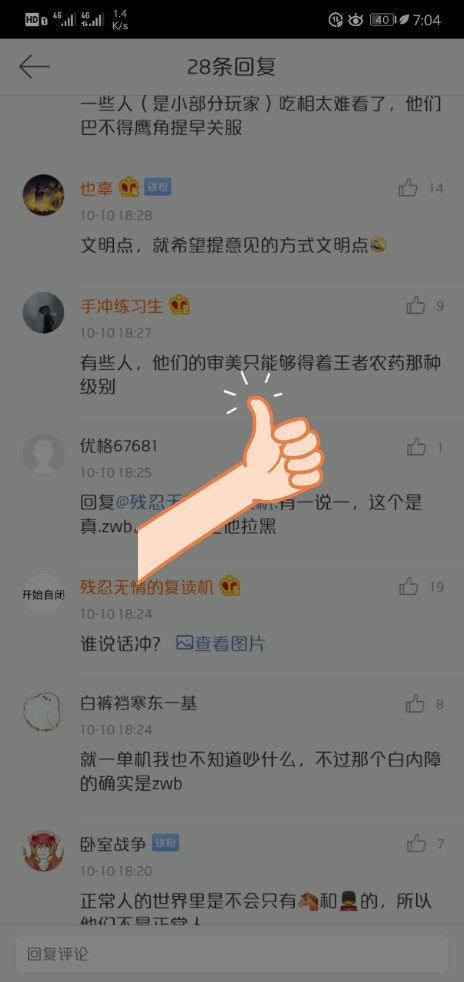 HD 1 4G 4G 1.4 K/s 40 7:04
28条回复
一些人（是小部分玩家）吃相太难看了，他们
巴不得鹰角提早关服
也辜 铁粉 14
10-10 18:28
文明点，就希望提意见的方式文明点
手冲练习生 9
10-10 18:27
有些人，他们的审美只能够得着王者农药那种
级别
优格67681 1
10-10 18:25
回复@残忍无 机:有一说一，这个是
真.zwb 他拉黑
开始自闭
残忍无情的复读机 19
10-10 18:24
谁说话冲？ 查看图片
白裤裆寒东一基 8
10-10 18:24
就一单机我也不知道吵什么，不过那个白内障
的确实是zwb
卧室战争 铁粉 7
10-10 18:20
正常人的世界里是不会只有🐴和💂的，所以
他们不是正常人
回复评论